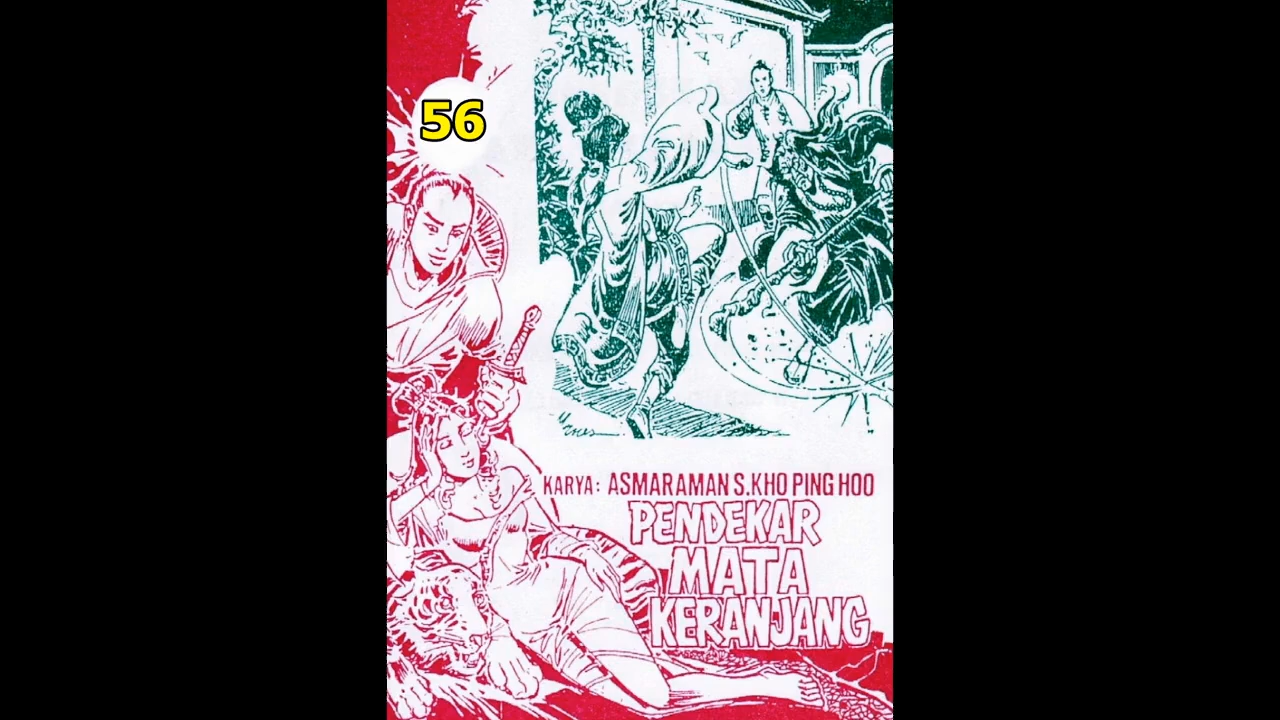 56
KARYA: ASMARAMAN S.KHO PING HOO
PENDEKAR
MATA
KERANJANG